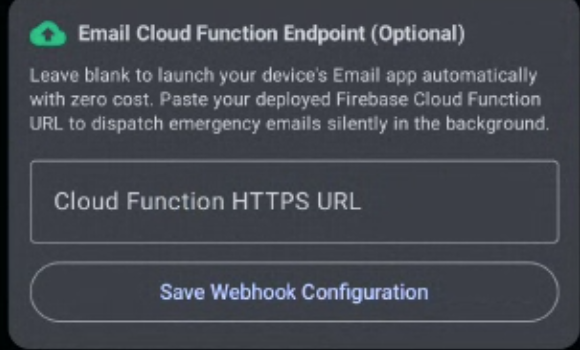 Email Cloud Function Endpoint (Optional)
Leave blank to launch your device's Email app automatically
with zero cost. Paste your deployed Firebase Cloud Function
URL to dispatch emergency emails silently in the background.
Cloud Function HTTPS URL
Save Webhook Configuration